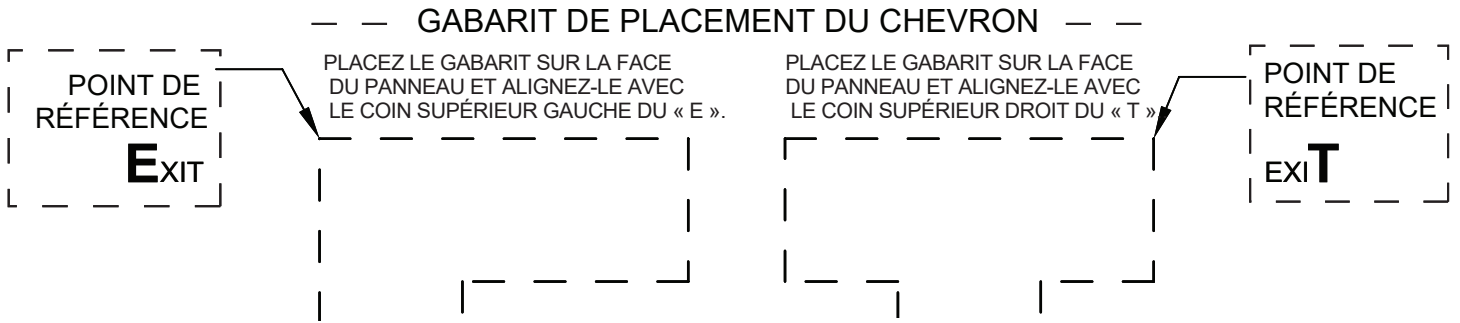 GABARIT DE PLACEMENT DU CHEVRON
POINT DE
RÉFÉRENCE
EXIT
PLACEZ LE GABARIT SUR LA FACE
DU PANNEAU ET ALIGNEZ-LE AVEC
LE COIN SUPÉRIEUR GAUCHE DU « E ».
PLACEZ LE GABARIT SUR LA FACE
DU PANNEAU ET ALIGNEZ-LE AVEC
LE COIN SUPÉRIEUR DROIT DU « T »
POINT DE
RÉFÉRENCE
EXIT